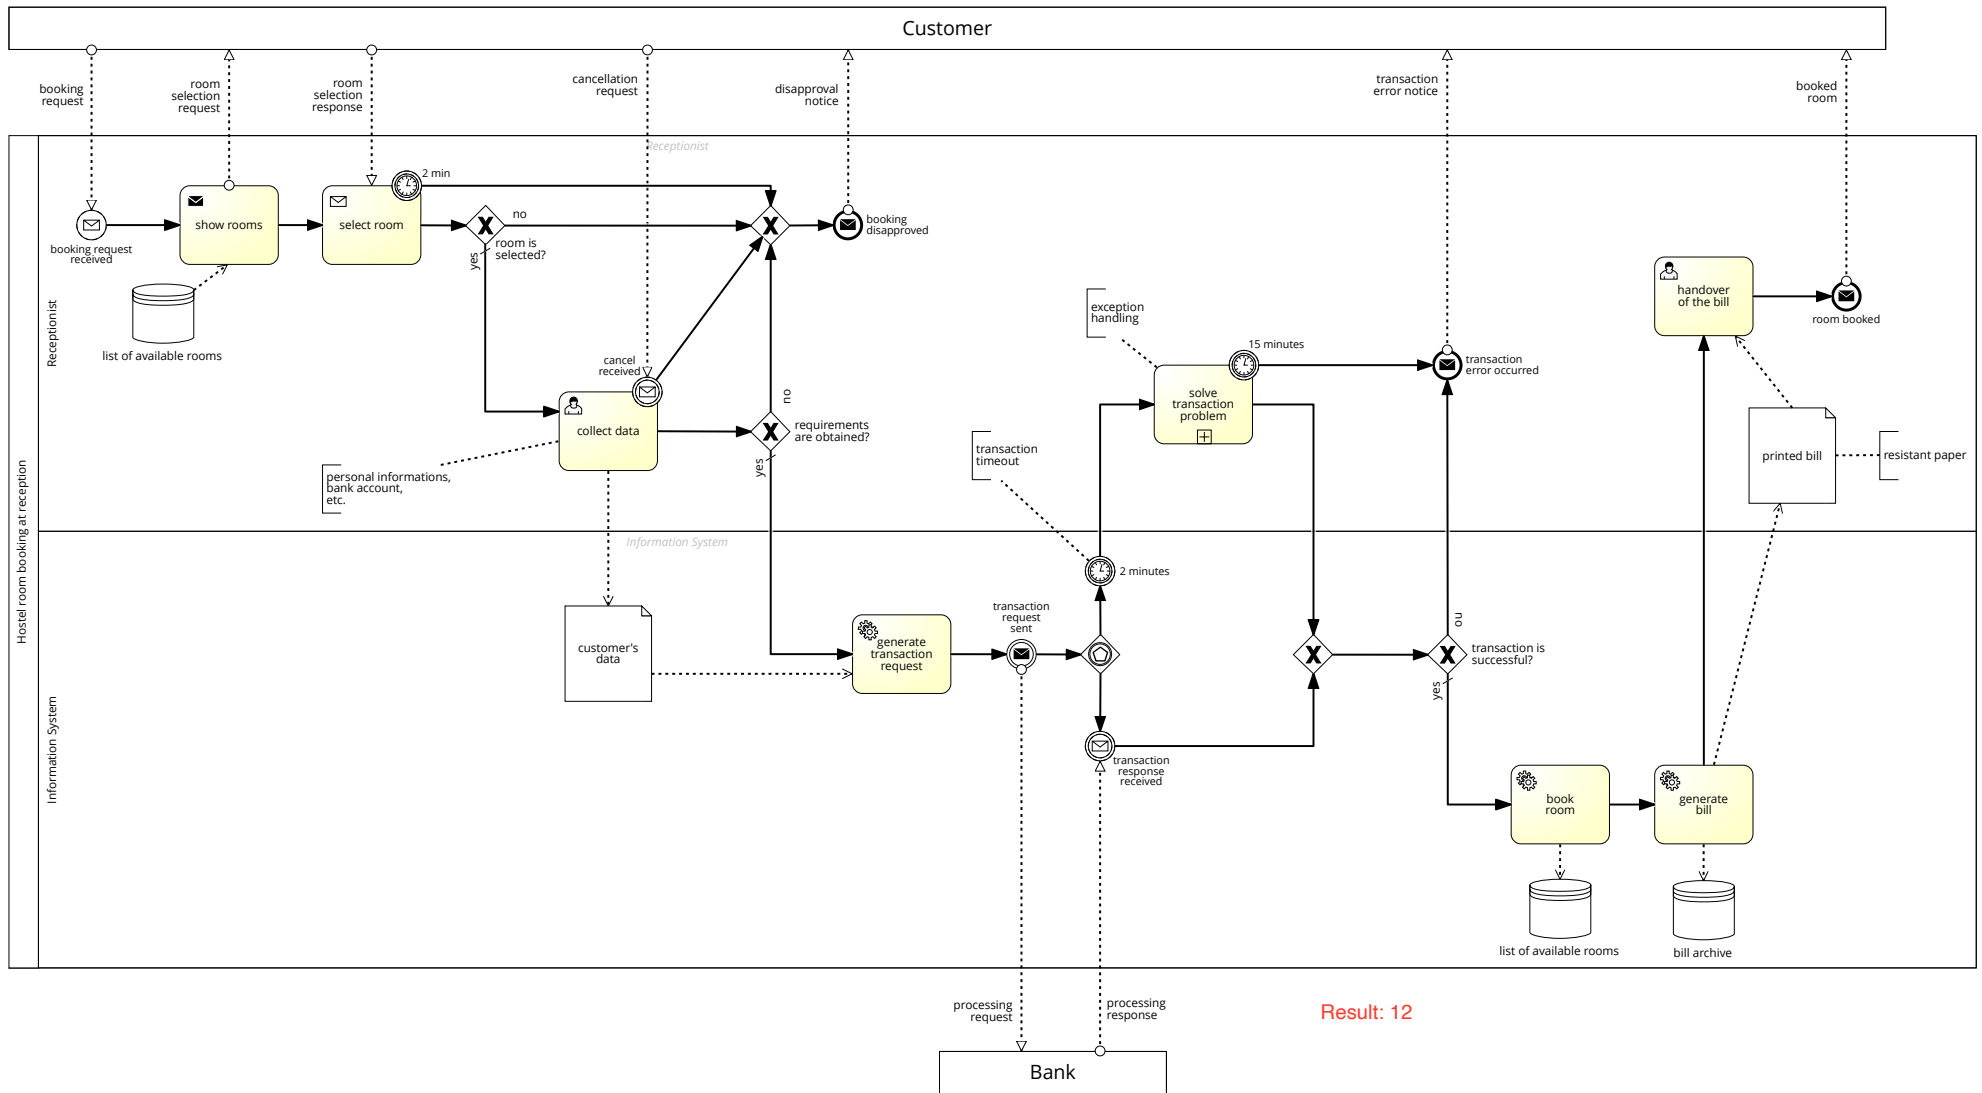 Customer
booking
request
room
selection
request
room
selection
response
cancellation
request
disapproval
notice
transaction
error notice
booked
room
Hostel room booking at reception
Receptionist
Receptionist
2 min
show rooms
select room
booking request
received
no
room is
selected?
yes
booking
disapproved
list of available rooms
cancel
received
collect data
no
requirements
are obtained?
yes
personal informations,
bank account,
etc.
exception
handling
15 minutes
solve
transaction
problem
transaction
error occurred
transaction
timeout
handover
of the bill
room booked
printed bill
resistant paper
Information System
Information System
customer's
data
generate
transaction
request
transaction
request
sent
2 minutes
transaction
response
received
no
transaction is
successful?
yes
book
room
generate
bill
list of available rooms
bill archive
processing
request
processing
response
Result: 12
Bank